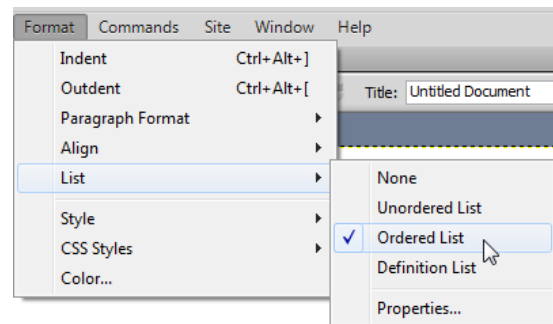 Format Commands Site Window Help
Indent Ctrl+Alt+]
Outdent Ctrl+Alt+[
Title: Untitled Document
Paragraph Format
Align
List
None
Unordered List
Style
Ordered List
CSS Styles
Definition List
Color...
Properties...